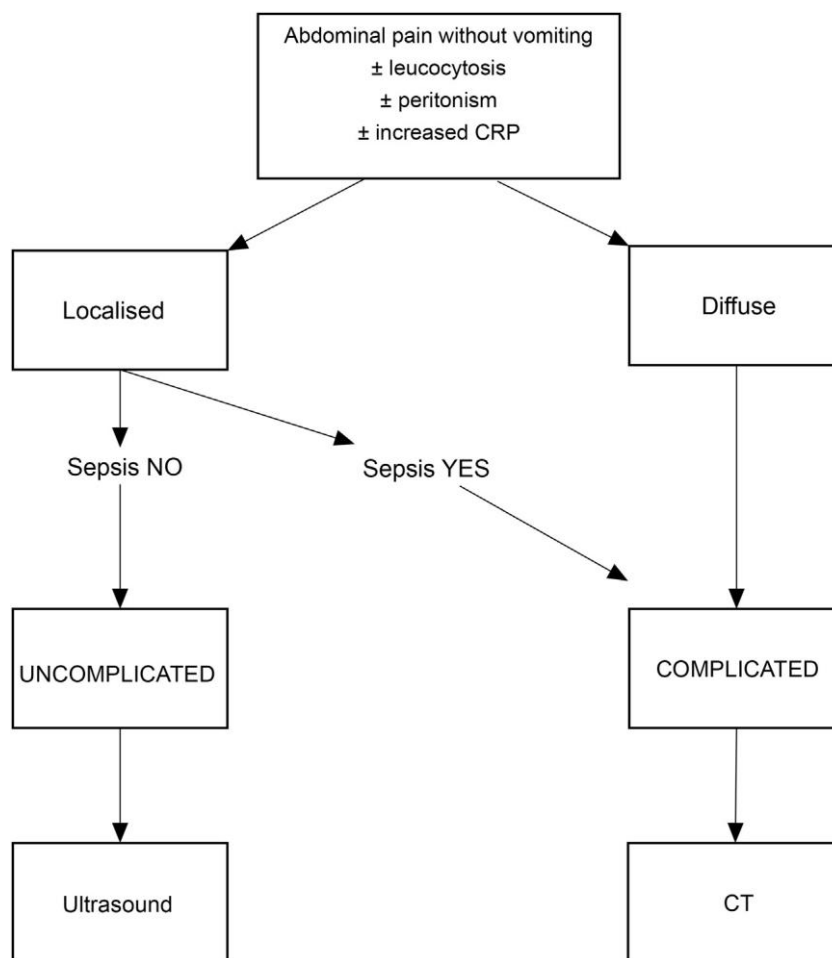 Abdominal pain without vomiting
± leucocytosis
± peritonism
± increased CRP
Localised
Diffuse
Sepsis NO
Sepsis YES
UNCOMPLICATED
COMPLICATED
Ultrasound
CT